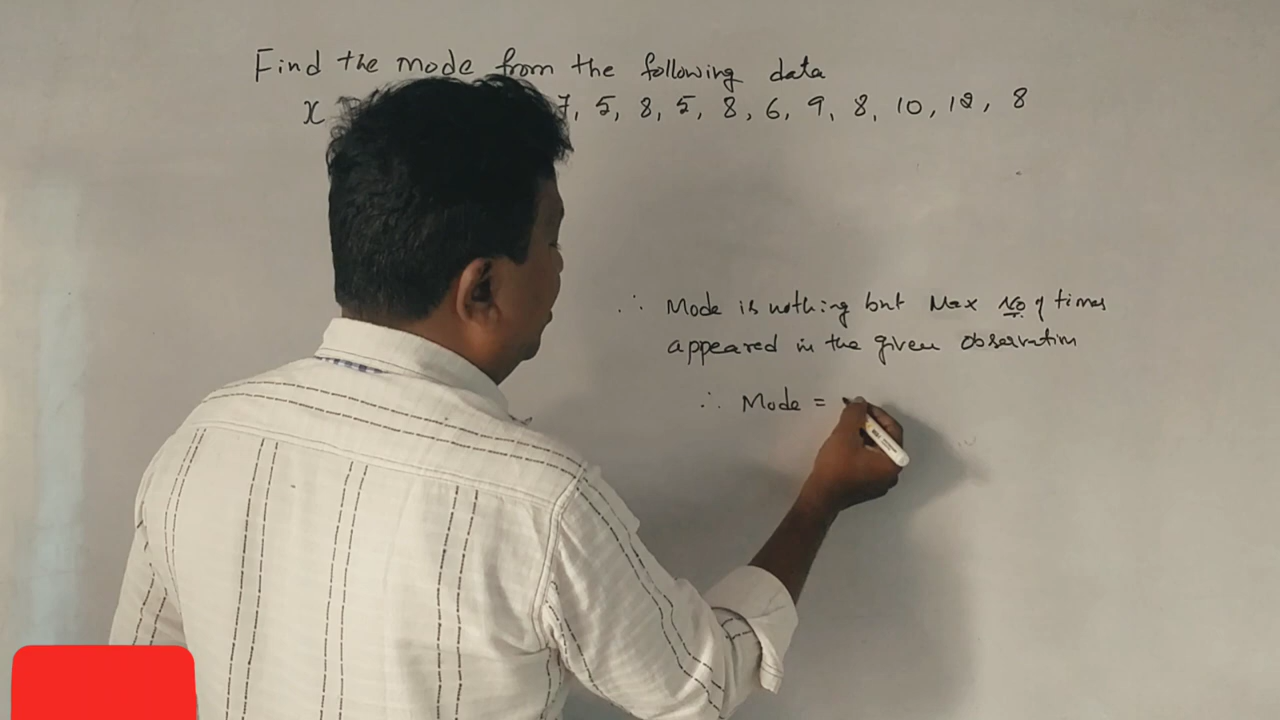 Find the mode from the following data
x 7, 5, 8, 5, 8, 6, 9, 8, 10, 12, 8
∴ Mode is nothing but Max No of times
appeared in the given observation
∴ Mode =